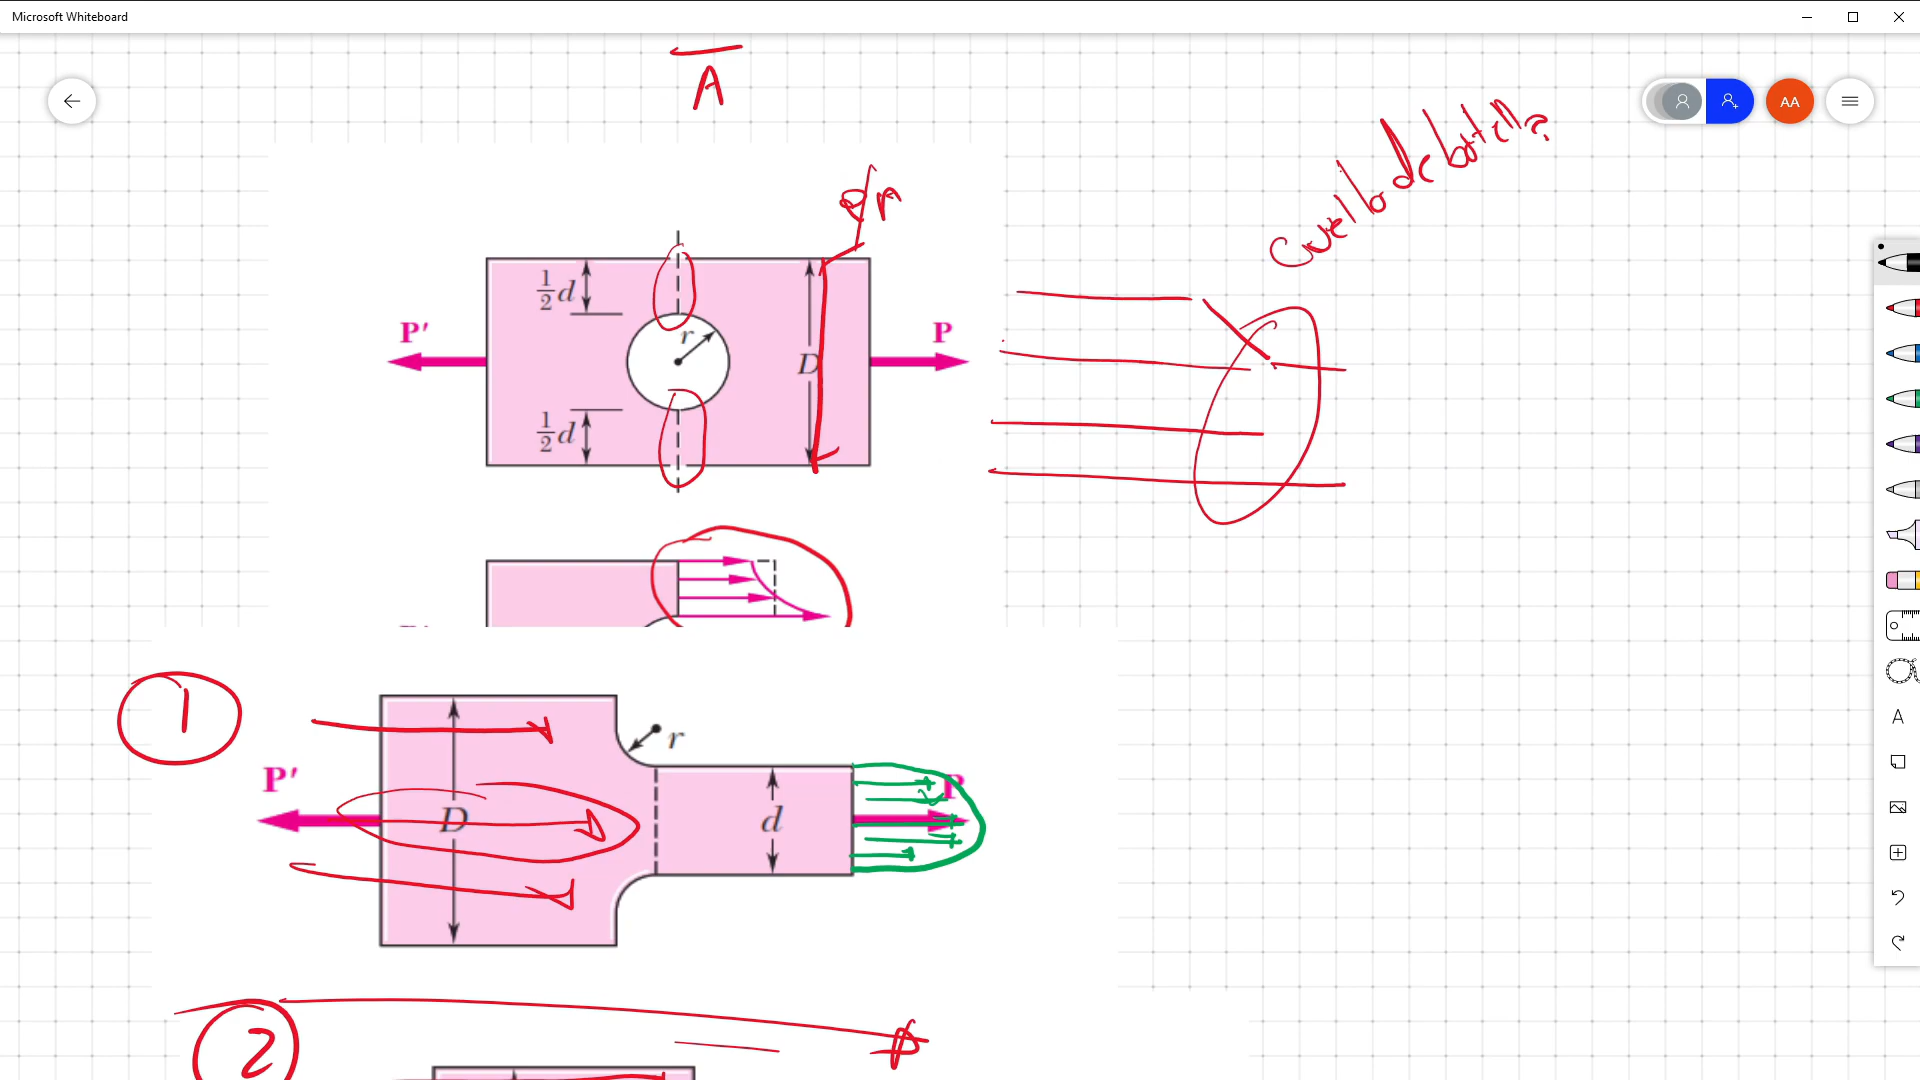 Microsoft Whiteboard
A
AA
Cuello de botella
P/A
1/2 d
r
P'
P
D
1/2 d
1
r
P'
P
D
d
2
A